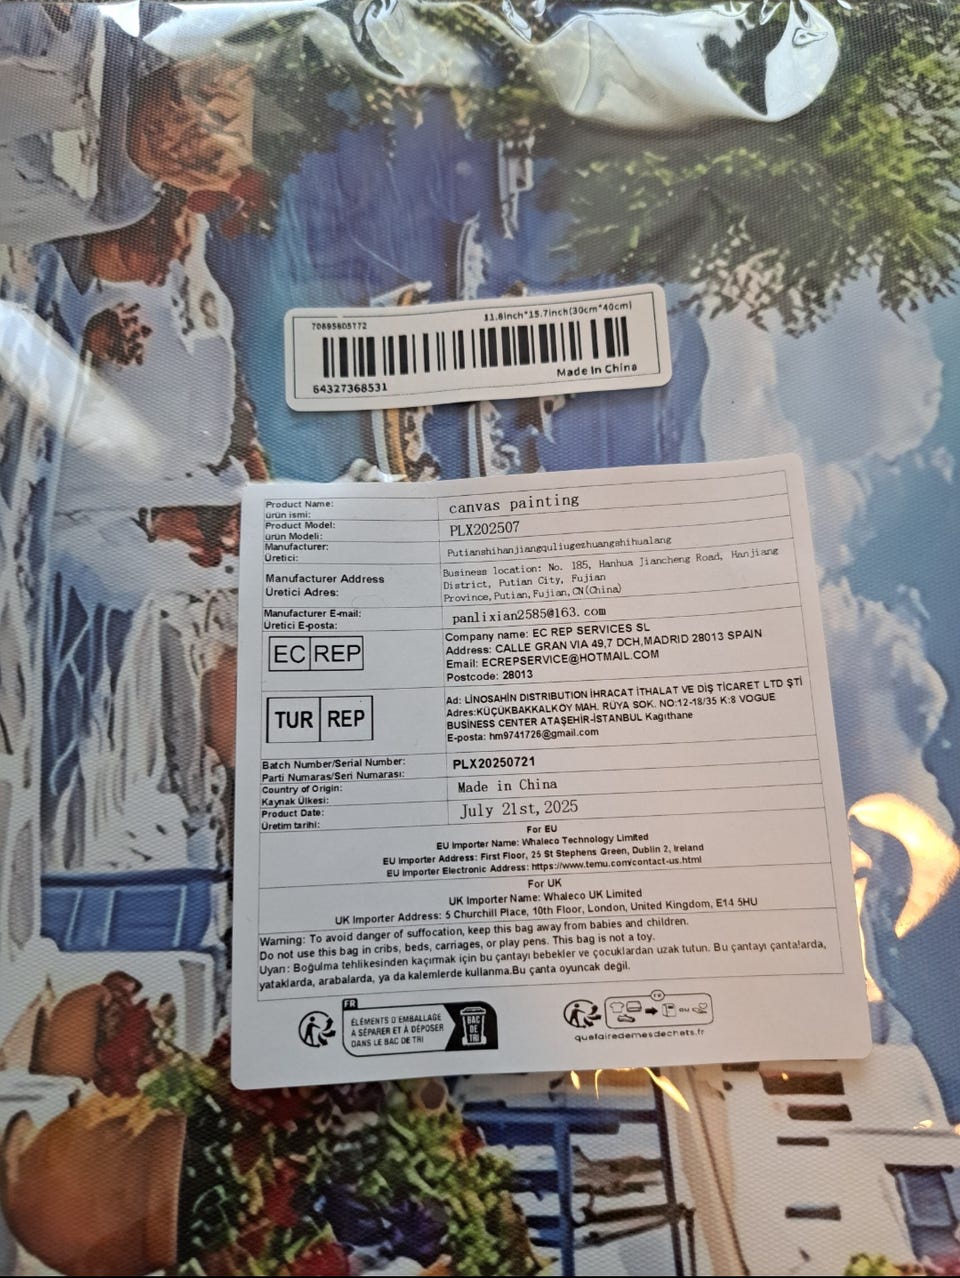 70895805172
11.8inch*15.7inch(30cm*40cm)
64327368531
Made In China
Product Name:
ürün ismi:
canvas painting
Product Model:
ürun Modeli:
PLX202507
Manufacturer:
Üretici:
Putianshihanjiangquliugezhuangshihualang
Manufacturer Address
Üretici Adres:
Business location: No. 185, Hanhua Jiancheng Road, Hanjiang
District, Putian City, Fujian
Province,Putian,Fujian,CN(China)
Manufacturer E-mail:
Üretici E-posta:
panlixian2585@163.com
EC REP
Company name: EC REP SERVICES SL
Address: CALLE GRAN VIA 49,7 DCH,MADRID 28013 SPAIN
Email: ECREPSERVICE@HOTMAIL.COM
Postcode: 28013
TUR REP
Ad: LİNOSAHİN DISTRIBUTION İHRACAT İTHALAT VE DİŞ TİCARET LTD ŞTİ
Adres:KÜÇÜKBAKKALKÖY MAH. RÜYA SOK. NO:12-18/35 K:8 VOGUE
BUSİNESS CENTER ATAŞEHİR-İSTANBUL Kagıthane
E-posta: hm9741726@gmail.com
Batch Number/Serial Number:
Parti Numaras/Seri Numarası:
PLX20250721
Country of Origin:
Kaynak Ülkesi:
Made in China
Product Date:
Üretim tarihi:
July 21st,2025
For EU
EU Importer Name: Whaleco Technology Limited
EU Importer Address: First Floor, 25 St Stephens Green, Dublin 2, Ireland
EU Importer Electronic Address: https://www.temu.com/contact-us.html
For UK
UK Importer Name: Whaleco UK Limited
UK Importer Address: 5 Churchill Place, 10th Floor, London, United Kingdom, E14 5HU
Warning: To avoid danger of suffocation, keep this bag away from babies and children.
Do not use this bag in cribs, beds, carriages, or play pens. This bag is not a toy.
Uyarı: Boğulma tehlikesinden kaçırmak için bu çantayı bebekler ve çocuklardan uzak tutun. Bu çantayı çantalarda,
yataklarda, arabalarda, ya da kalemlerde kullanma.Bu çanta oyuncak değil.
FR
ÉLÉMENTS D'EMBALLAGE
À SÉPARER ET À DÉPOSER
DANS LE BAC DE TRI
BAC
DE
TRI
FR
OU
quefairedemesdechets.fr